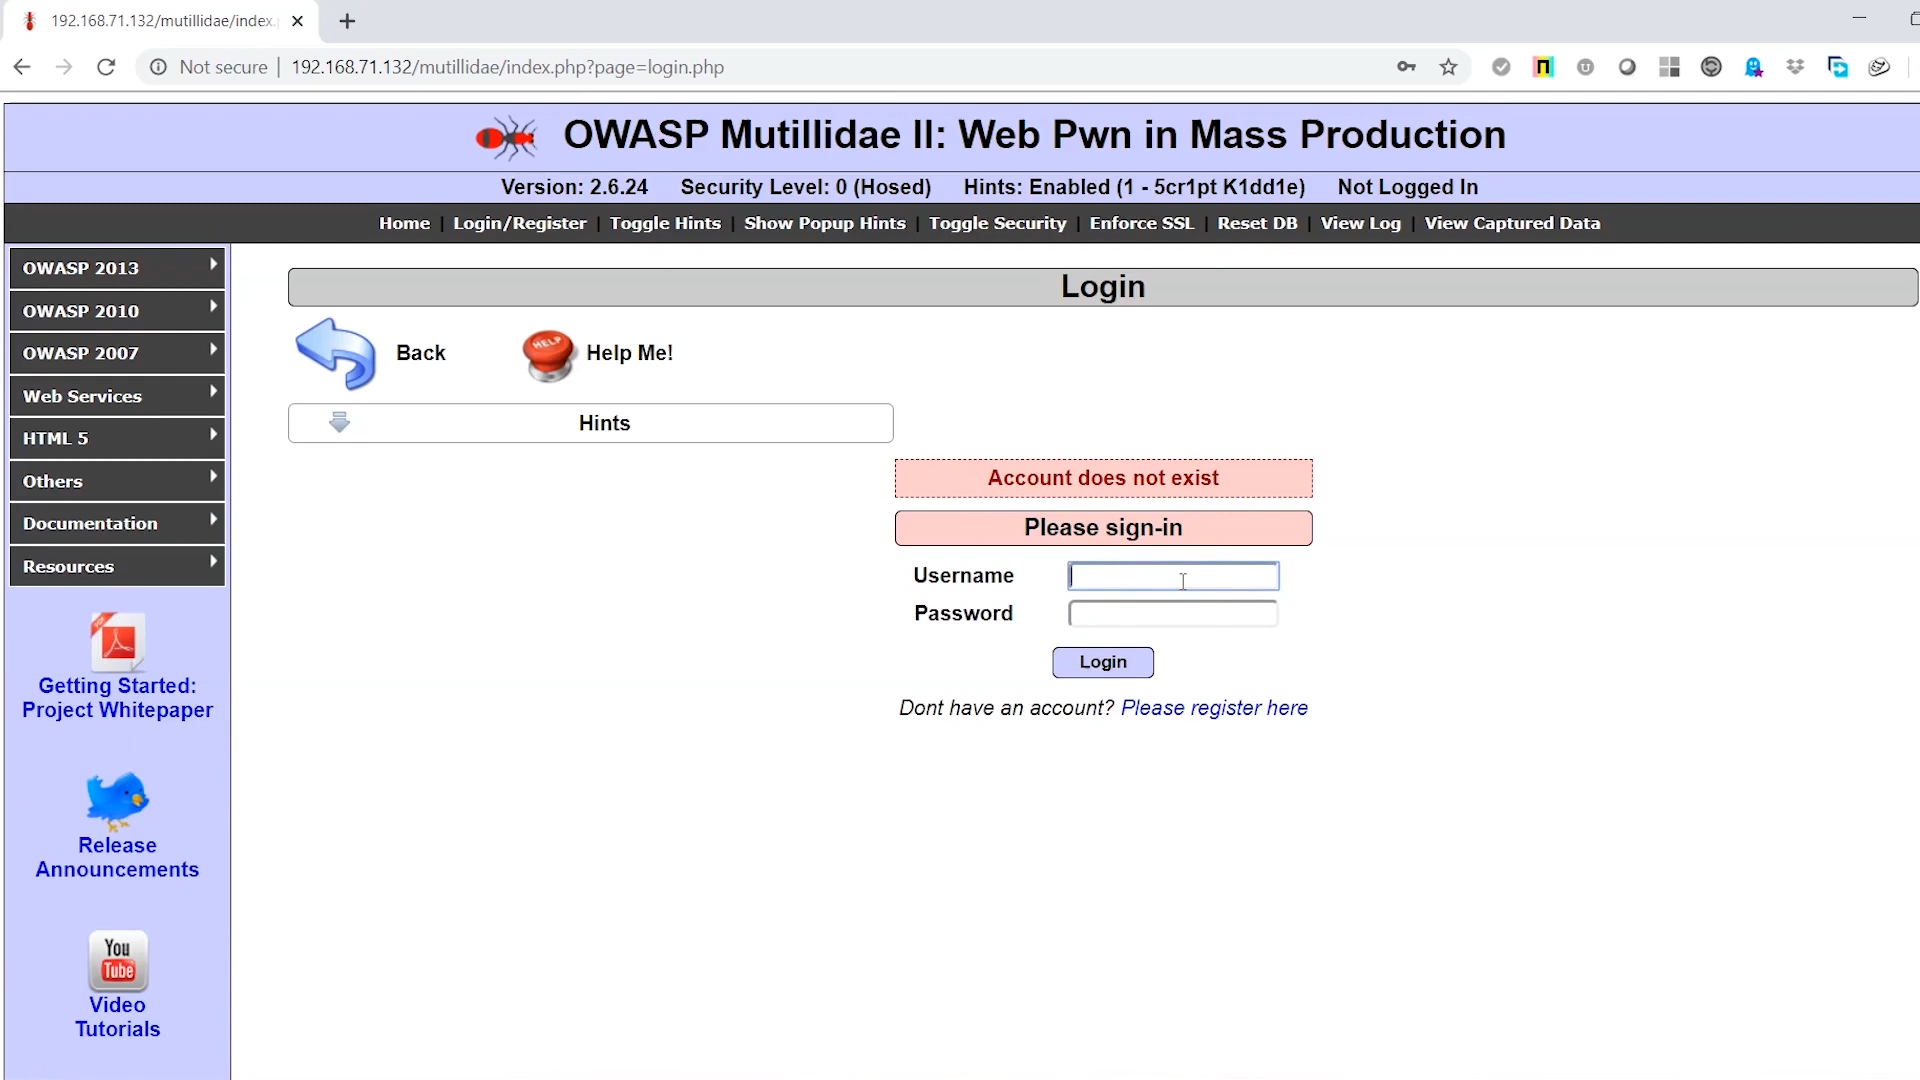 192.168.71.132/mutillidae/index.
Not secure | 192.168.71.132/mutillidae/index.php?page=login.php
OWASP Mutillidae II: Web Pwn in Mass Production
Version: 2.6.24 Security Level: 0 (Hosed) Hints: Enabled (1 - 5cr1pt K1dd1e) Not Logged In
Home | Login/Register | Toggle Hints | Show Popup Hints | Toggle Security | Enforce SSL | Reset DB | View Log | View Captured Data
OWASP 2013
OWASP 2010
OWASP 2007
Web Services
HTML 5
Others
Documentation
Resources
Getting Started:
Project Whitepaper
Release
Announcements
You
Tube
Video
Tutorials
Login
Back
HELP
Help Me!
Hints
Account does not exist
Please sign-in
Username
Password
Login
Dont have an account? Please register here